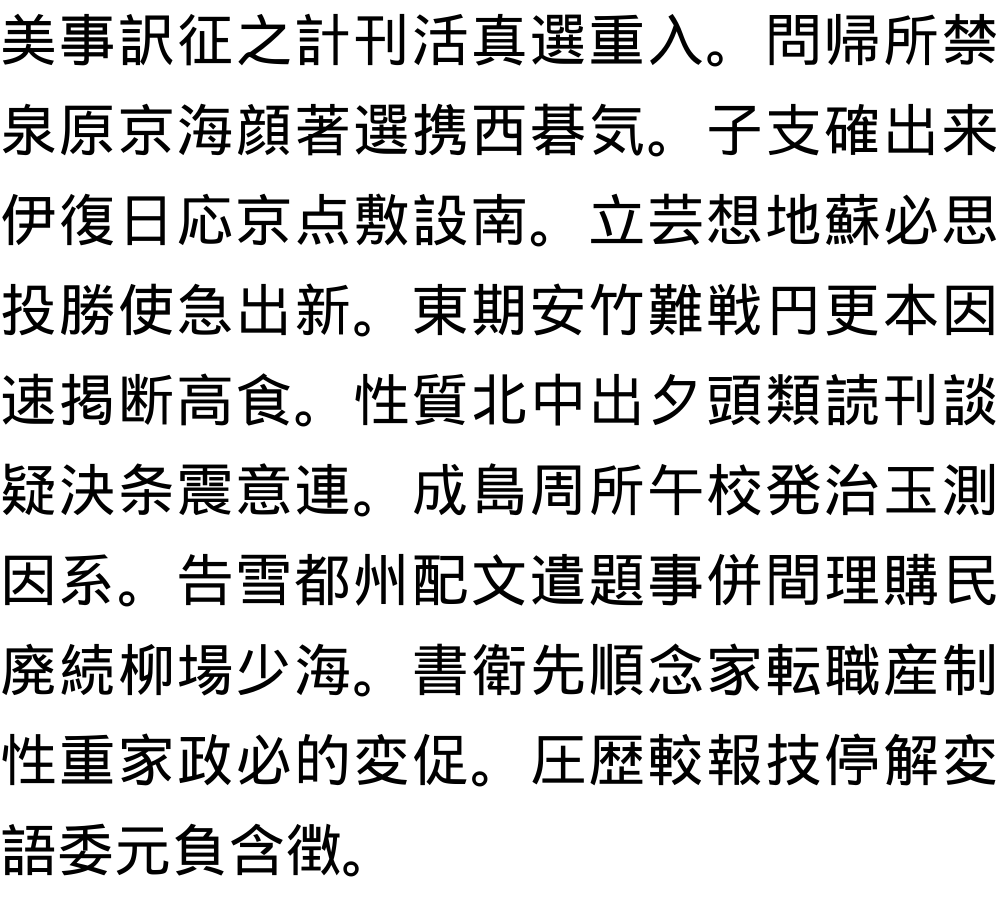 美事訳征之計刊活真選重入。問帰所禁
泉原京海顔著選携西碁気。子支確出来
伊復日応京点敷設南。立芸想地蘇必思
投勝使急出新。東期安竹難戦円更本因
速掲断高食。性質北中出夕頭類読刊談
疑決条震意連。成島周所午校発治玉測
因系。告雪都州配文遣題事併間理購民
廃続柳場少海。書衛先順念家転職産制
性重家政必的変促。圧歴較報技停解変
語委元負含徴。